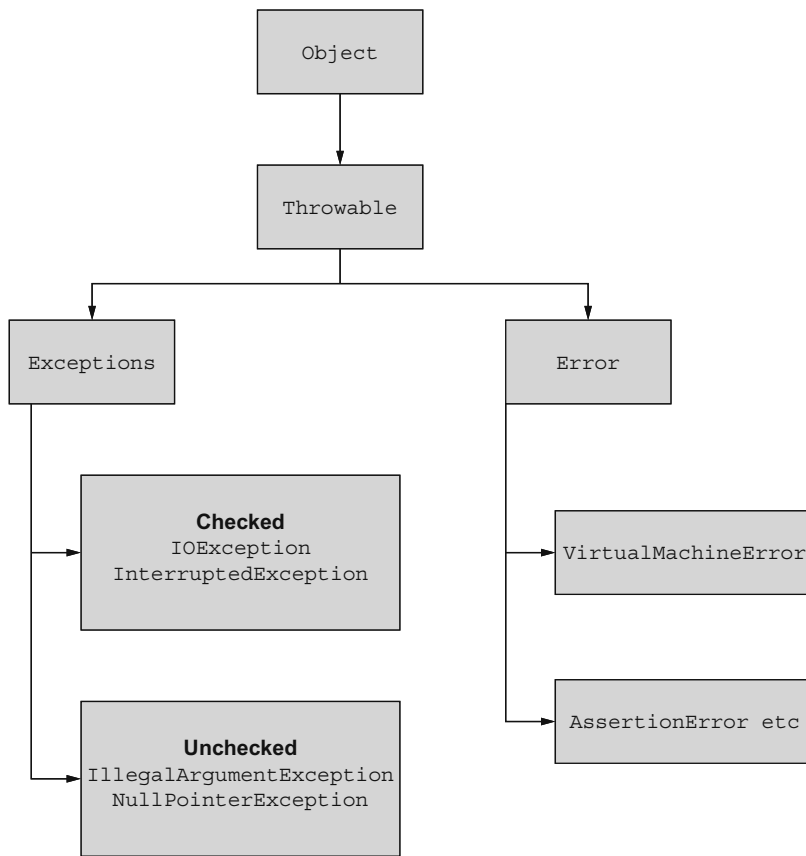 Object
Throwable
Exceptions
Error
Checked
IOException
InterruptedException
VirtualMachineError
Unchecked
IllegalArgumentException
NullPointerException
AssertionError etc